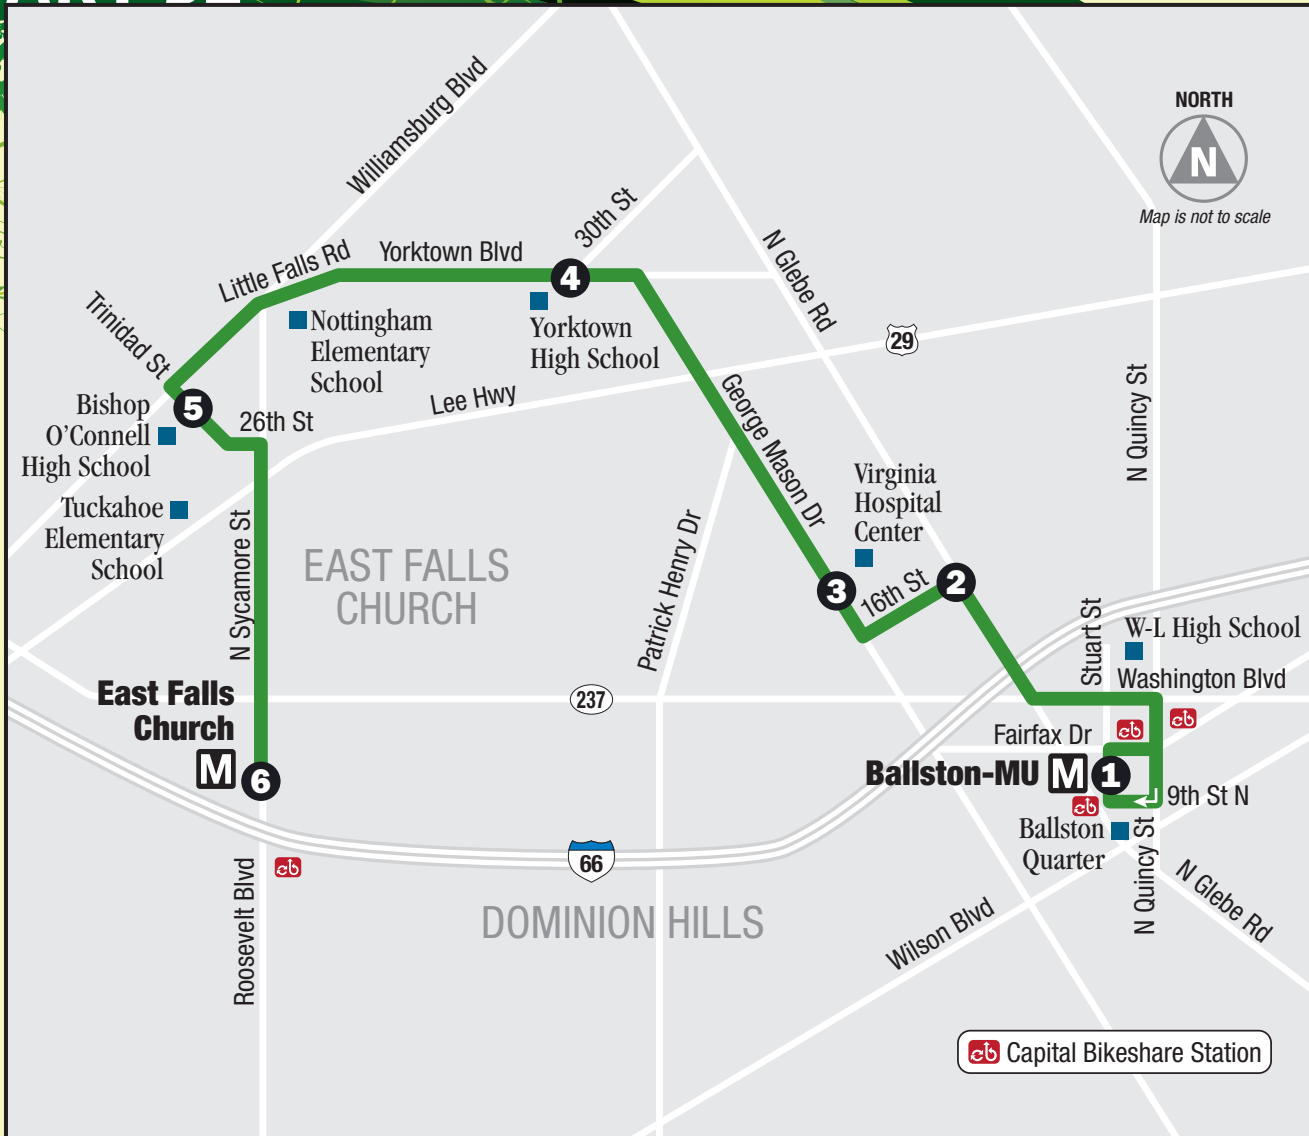 NORTH
N
Map is not to scale
Williamsburg Blvd
30th St
Yorktown Blvd
Little Falls Rd
N Glebe Rd
Trinidad St
4
Nottingham
Elementary
School
Yorktown
High School
29
Lee Hwy
George Mason Dr
N Quincy St
Bishop
O'Connell
High School
5
26th St
Tuckahoe
Elementary
School
N Sycamore St
EAST FALLS
CHURCH
Patrick Henry Dr
Virginia
Hospital
Center
3
16th St
2
Stuart St
W-L High School
Washington Blvd
East Falls
Church
M
6
237
Fairfax Dr
Ballston-MU
M
1
9th St N
Ballston
Quarter
N Quincy St
N Glebe Rd
66
Roosevelt Blvd
DOMINION HILLS
Wilson Blvd
cb Capital Bikeshare Station